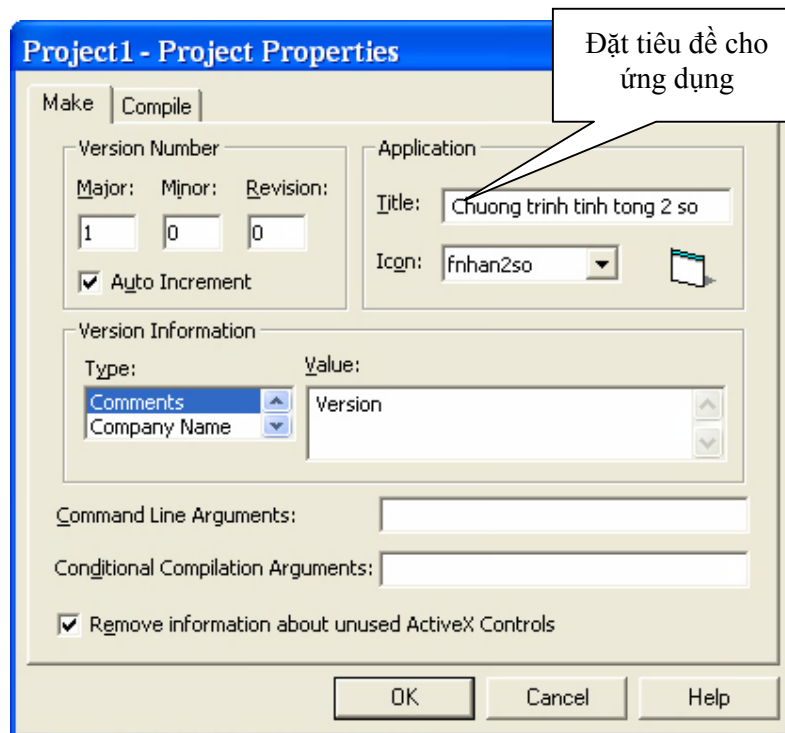 Project1 - Project Properties
Đặt tiêu đề cho
ứng dụng
Make Compile
Version Number
Major: Minor: Revision:
1 0 0
Auto Increment
Application
Title: Chuong trinh tinh tong 2 so
Icon: fnhan2so
Version Information
Type: Value:
Comments
Company Name
Version
Command Line Arguments:
Conditional Compilation Arguments:
Remove information about unused ActiveX Controls
OK Cancel Help